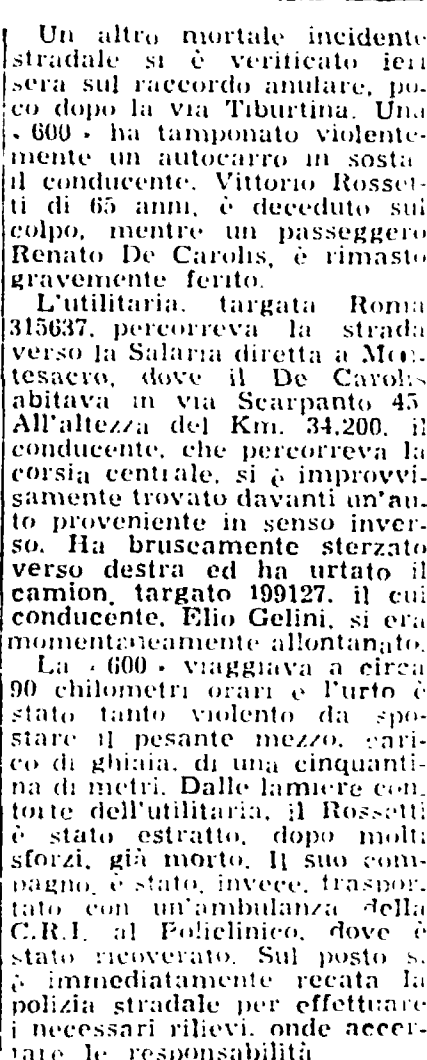 Un altro mortale incidente
stradale si è verificato ieri
sera sul raccordo anulare, po-
co dopo la via Tiburtina. Una
« 600 » ha tamponato violente-
mente un autocarro in sosta
il conducente, Vittorio Rosset-
ti di 65 anni, è deceduto sul
colpo, mentre un passeggero
Renato De Carolis, è rimasto
gravemente ferito.
L'utilitaria, targata Roma
315637, percorreva la strada
verso la Salaria diretta a Mon-
tesacro, dove il De Carolis
abitava in via Scarpanto 45
All'altezza del Km. 34,200, il
conducente, che percorreva la
corsia centrale, si è improvvi-
samente trovato davanti un'au-
to proveniente in senso inver-
so. Ha bruscamente sterzato
verso destra ed ha urtato il
camion, targato 199127, il cui
conducente, Elio Gelini, si era
momentaneamente allontanato.
La « 600 » viaggiava a circa
90 chilometri orari e l'urto è
stato tanto violento da spo-
stare il pesante mezzo, cari-
co di ghiaia, di una cinquanti-
na di metri. Dalle lamiere con-
torte dell'utilitaria, il Rossetti
è stato estratto, dopo molti
sforzi, già morto. Il suo com-
pagno, è stato, invece, traspor-
tato con un'ambulanza della
C.R.I. al Policlinico, dove è
stato ricoverato. Sul posto si
è immediatamente recata la
polizia stradale per effettuare
i necessari rilievi, onde accer-
tare le responsabilità